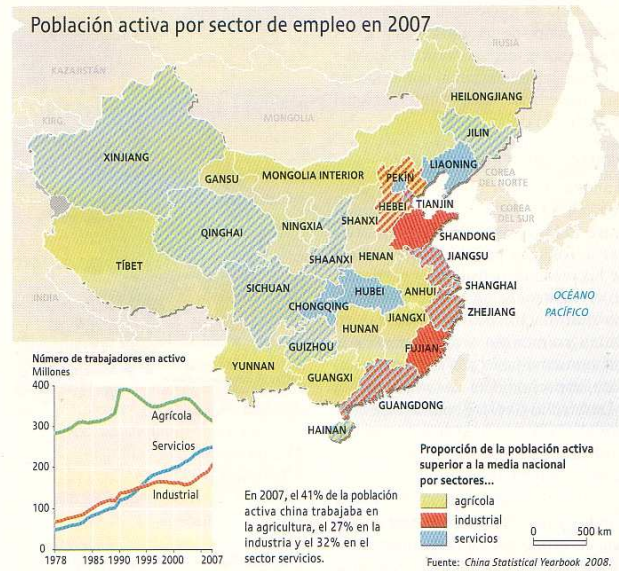 Población activa por sector de empleo en 2007
RUSIA
KAZAJSTÁN
MONGOLIA
KIRG.
HEILONGJIANG
JILIN
LIAONING
XINJIANG
GANSU
MONGOLIA INTERIOR
PEKÍN
COREA
DEL NORTE
HEBEI
TIANJIN
COREA
DEL SUR
NINGXIA
SHANXI
QINGHAI
SHANDONG
SHAANXI
HENAN
JIANGSU
TÍBET
SICHUAN
HUBEI
ANHUI
SHANGHAI
CHONGQING
ZHEJIANG
OCÉANO
PACÍFICO
INDIA
HUNAN
JIANGXI
GUIZHOU
FUJIAN
YUNNAN
GUANGXI
GUANGDONG
HAINAN
Número de trabajadores en activo
Millones
400
300
200
100
0
Agrícola
Servicios
Industrial
1978 1985 1990 1995 2000 2007
En 2007, el 41% de la población
activa china trabajaba en
la agricultura, el 27% en la
industria y el 32% en el
sector servicios.
Proporción de la población activa
superior a la media nacional
por sectores...
agrícola
industrial
servicios
0 500 km
Fuente: China Statistical Yearbook 2008.